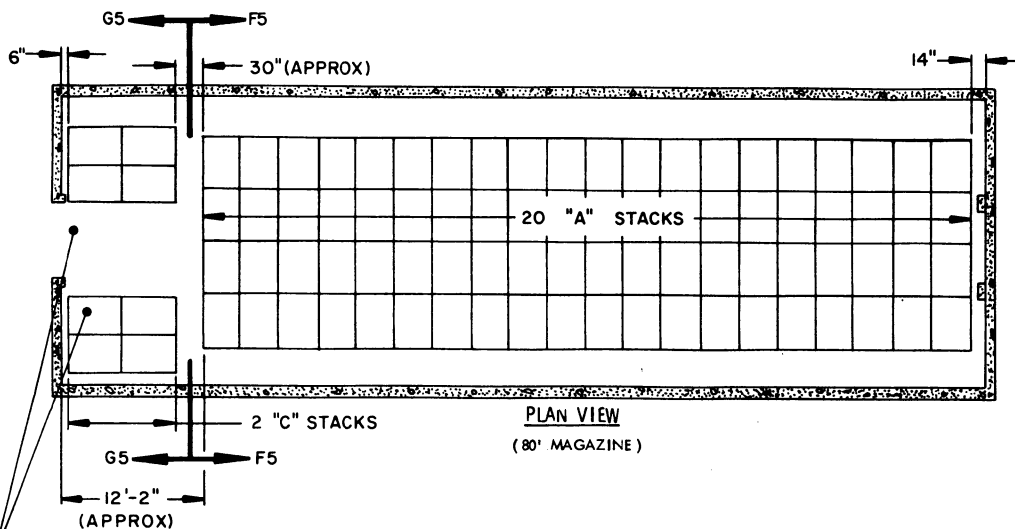 G5 F5
6" 30"(APPROX) 14"
20 "A" STACKS
2 "C" STACKS
PLAN VIEW
(80' MAGAZINE)
G5 F5
12'-2"
(APPROX)